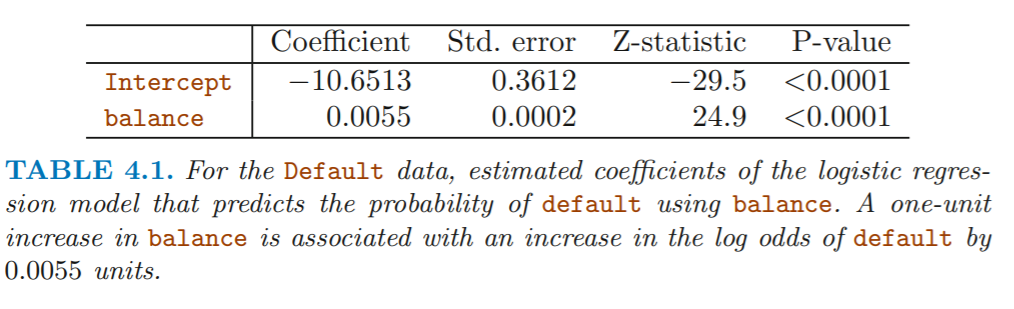 Coefficient Std. error Z-statistic P-value
Intercept −10.6513 0.3612 −29.5 <0.0001
balance 0.0055 0.0002 24.9 <0.0001
TABLE 4.1. For the Default data, estimated coefficients of the logistic regres-
sion model that predicts the probability of default using balance. A one-unit
increase in balance is associated with an increase in the log odds of default by
0.0055 units.